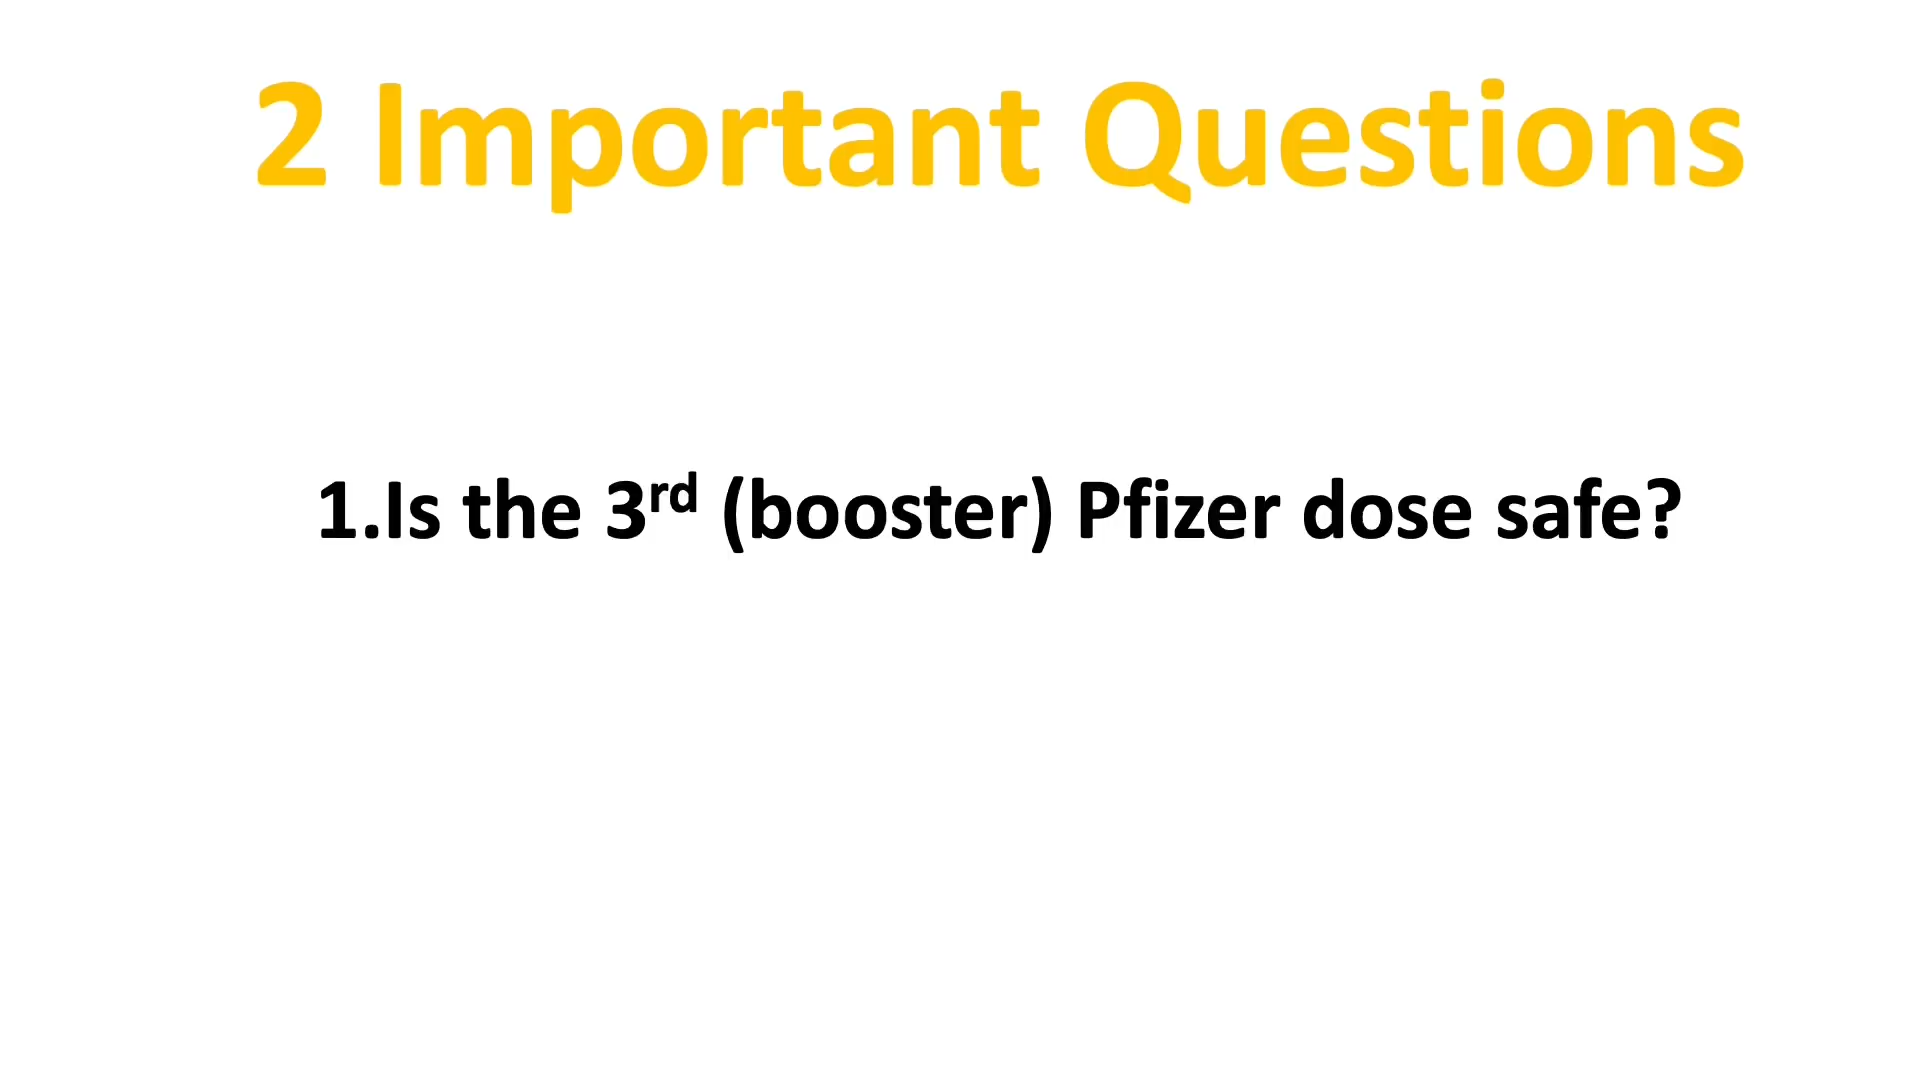 2 Important Questions
1.Is the 3rd (booster) Pfizer dose safe?